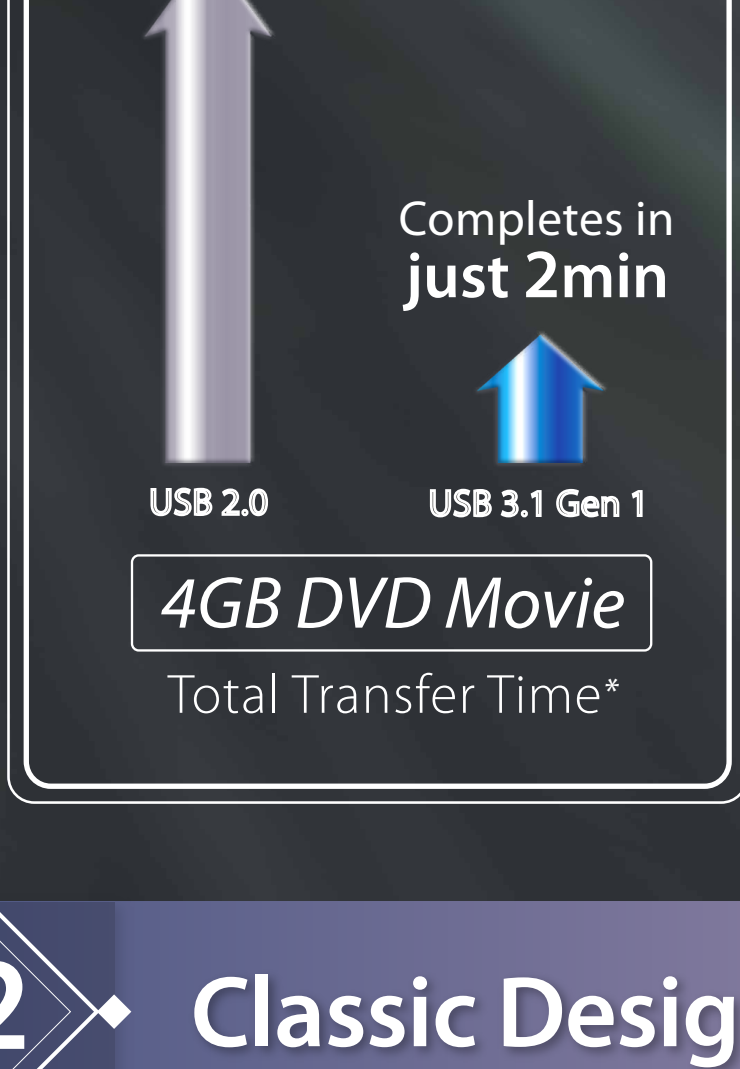 Completes in
just 2min
USB 2.0
USB 3.1 Gen 1
4GB DVD Movie
Total Transfer Time*
2
Classic Desig